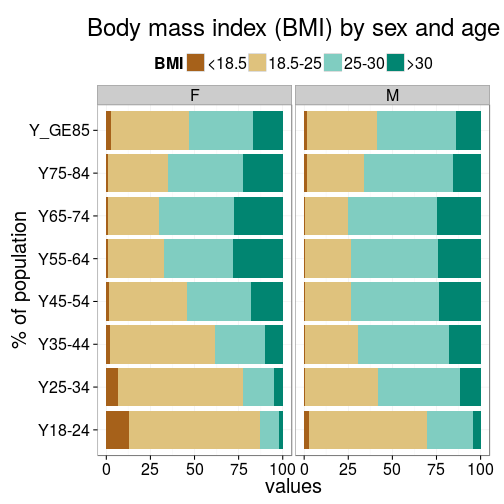 Body mass index (BMI) by sex and age
BMI <18.5 18.5-25 25-30 >30
F M
Y_GE85
Y75-84
Y65-74
Y55-64
Y45-54
Y35-44
Y25-34
Y18-24
% of population
0 25 50 75 100 0 25 50 75 100
values